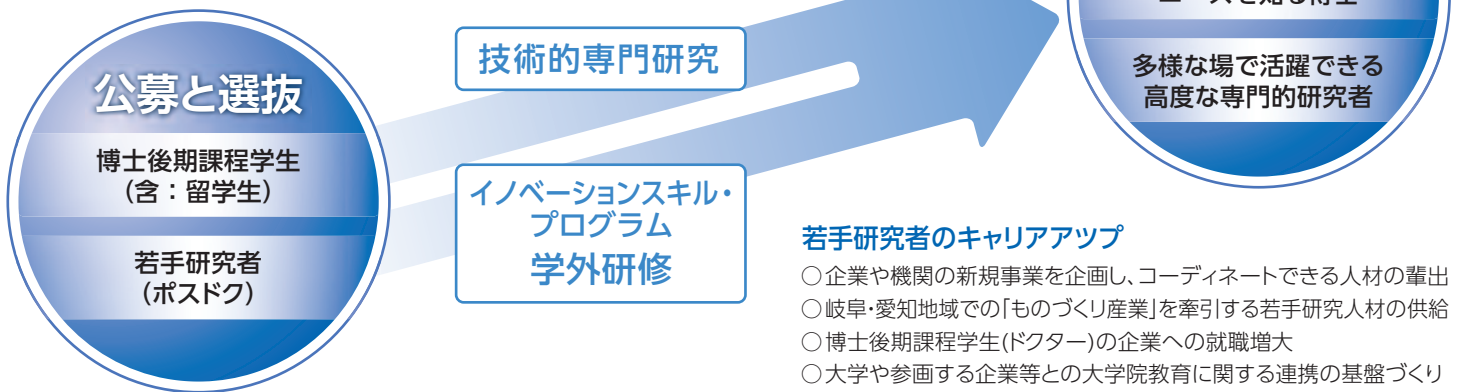 公募と選抜
博士後期課程学生
(含：留学生)
若手研究者
(ポスドク)
技術的専門研究
イノベーションスキル・
プログラム
学外研修
多様な場で活躍できる
高度な専門的研究者
若手研究者のキャリアアツプ
○企業や機関の新規事業を企画し、コーディネートできる人材の輩出
○岐阜・愛知地域での「ものづくり産業」を牽引する若手研究人材の供給
○博士後期課程学生(ドクター)の企業への就職増大
○大学や参画する企業等との大学院教育に関する連携の基盤づくり